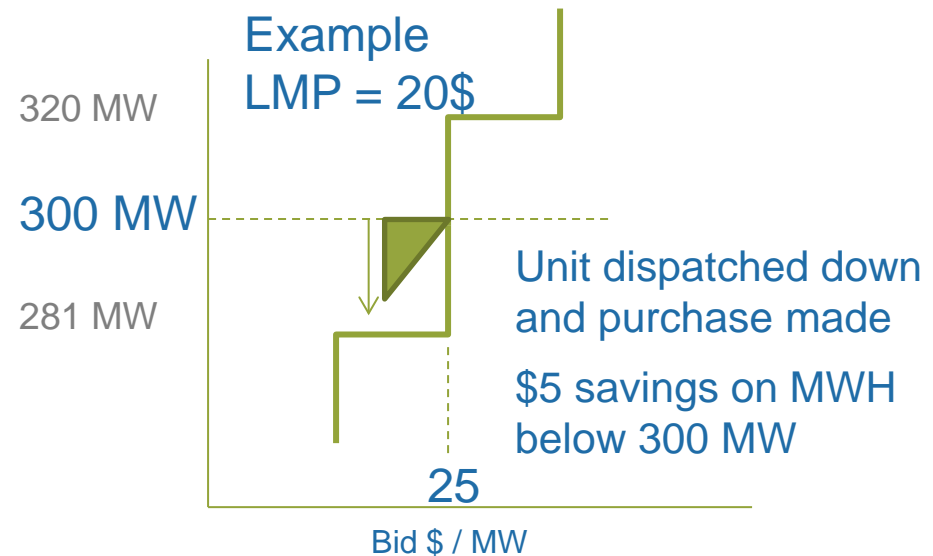 Example
LMP = 20$
320 MW
300 MW
281 MW
Unit dispatched down
and purchase made
$5 savings on MWH
below 300 MW
25
Bid $ / MW